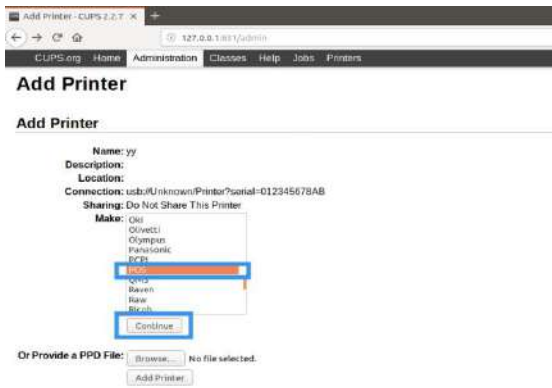 Add Printer - CUPS 2.2.7
127.0.0.1:631/admin
CUPS.org Home Administration Classes Help Jobs Printers
Add Printer
Add Printer
Name: yy
Description:
Location:
Connection: usb://Unknown/Printer?serial=012345678AB
Sharing: Do Not Share This Printer
Make: Oki
Olivetti
Olympus
Panasonic
PCPI
POS
QMS
Raven
Raw
Ricoh
Continue
Or Provide a PPD File: Browse... No file selected.
Add Printer